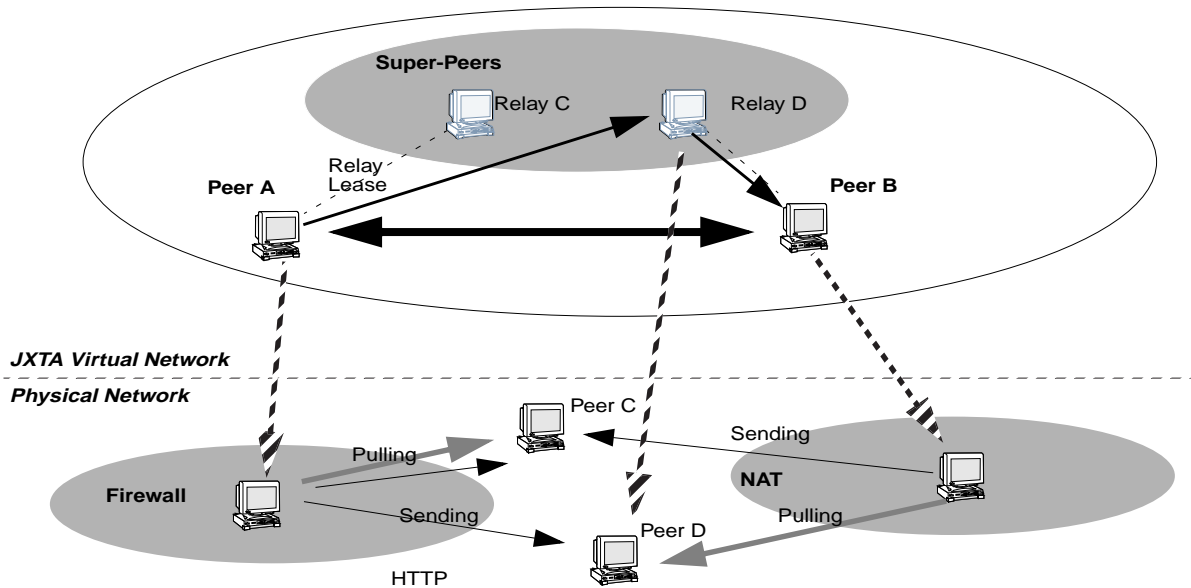 Super-Peers
Relay C
Relay D
Relay
Lease
Peer A
Peer B
JXTA Virtual Network
Physical Network
Peer C
Sending
Pulling
Firewall
NAT
Sending
Peer D
Pulling
HTTP